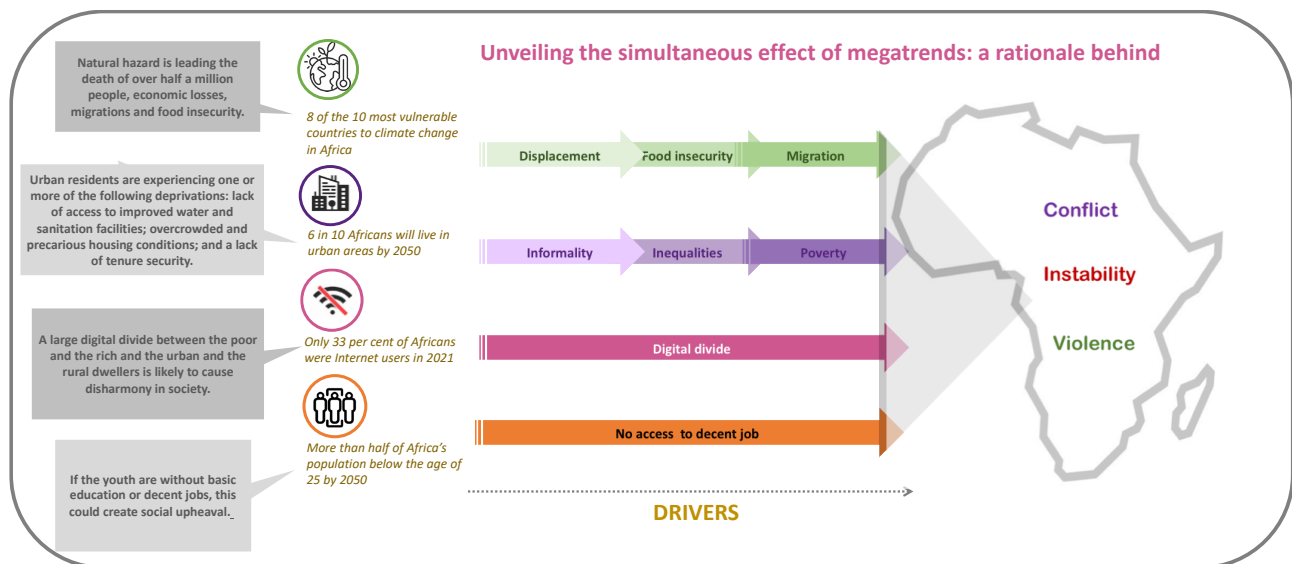 Unveiling the simultaneous effect of megatrends: a rationale behind
Natural hazard is leading the
death of over half a million
people, economic losses,
migrations and food insecurity.
8 of the 10 most vulnerable
countries to climate change
in Africa
Displacement
Food insecurity
Migration
Urban residents are experiencing one or
more of the following deprivations: lack
of access to improved water and
sanitation facilities; overcrowded and
precarious housing conditions; and a lack
of tenure security.
6 in 10 Africans will live in
urban areas by 2050
Informality
Inequalities
Poverty
A large digital divide between the poor
and the rich and the urban and the
rural dwellers is likely to cause
disharmony in society.
Only 33 per cent of Africans
were Internet users in 2021
Digital divide
If the youth are without basic
education or decent jobs, this
could create social upheaval.
More than half of Africa's
population below the age of
25 by 2050
No access to decent job
DRIVERS
Conflict
Instability
Violence